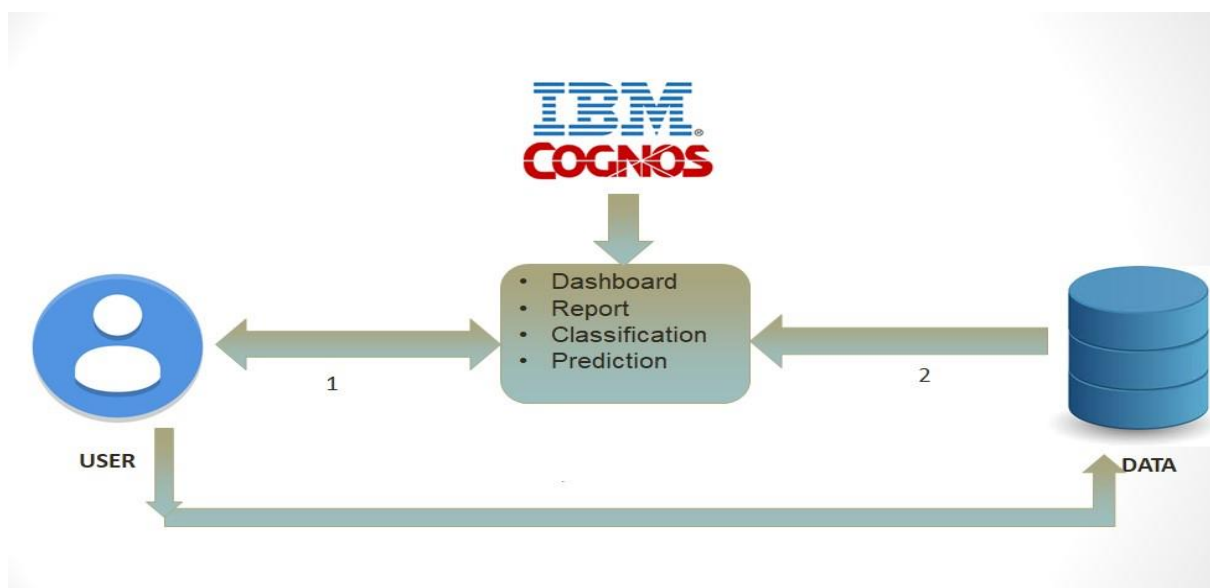 IBM®
COGNOS
• Dashboard
• Report
• Classification
• Prediction
1
2
USER
DATA